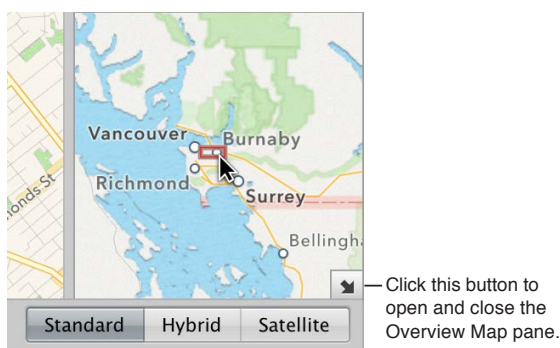 Vancouver
Burnaby
Richmond
onds St
Surrey
Bellingh
Standard Hybrid Satellite
Click this button to
open and close the
Overview Map pane.